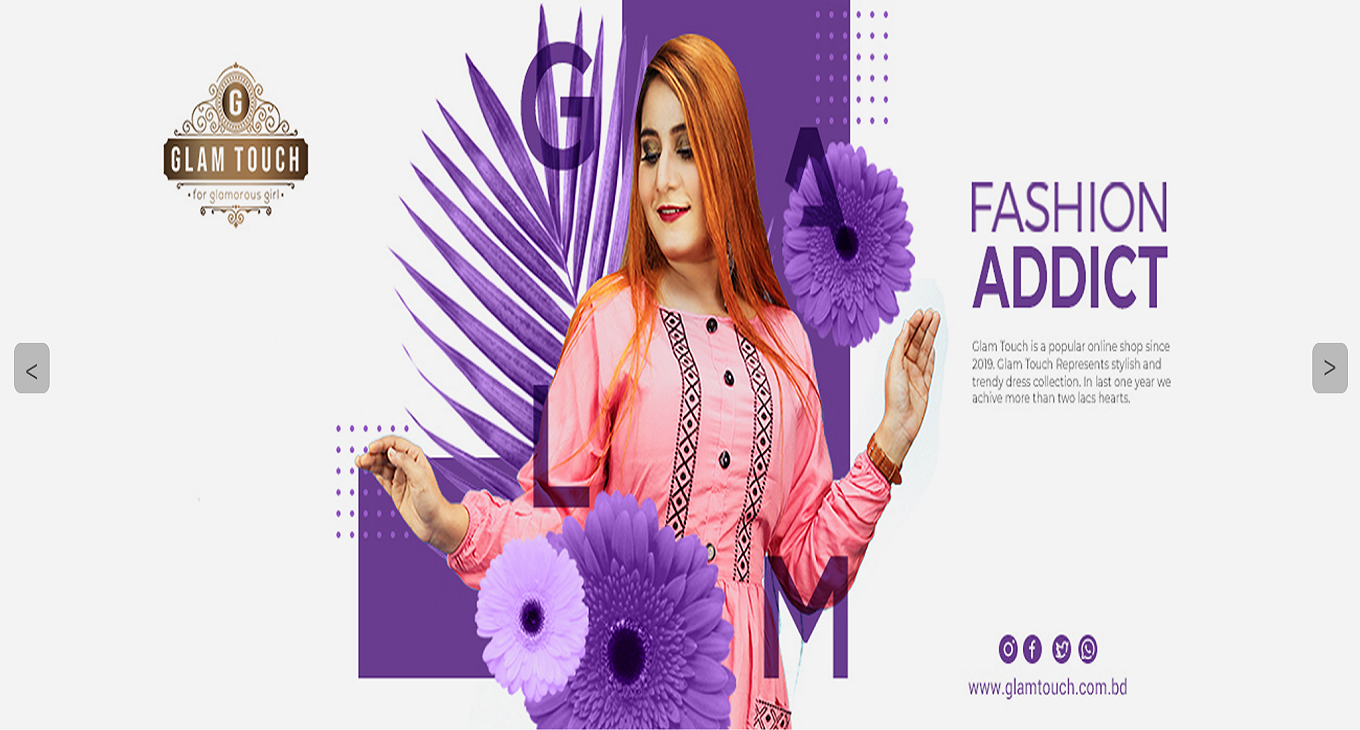 G
GLAM TOUCH
• for glamorous girl •
G
L
A
M
FASHION
ADDICT
Glam Touch is a popular online shop since
2019. Glam Touch Represents stylish and
trendy dress collection. In last one year we
achive more than two lacs hearts.
www.glamtouch.com.bd
<
>